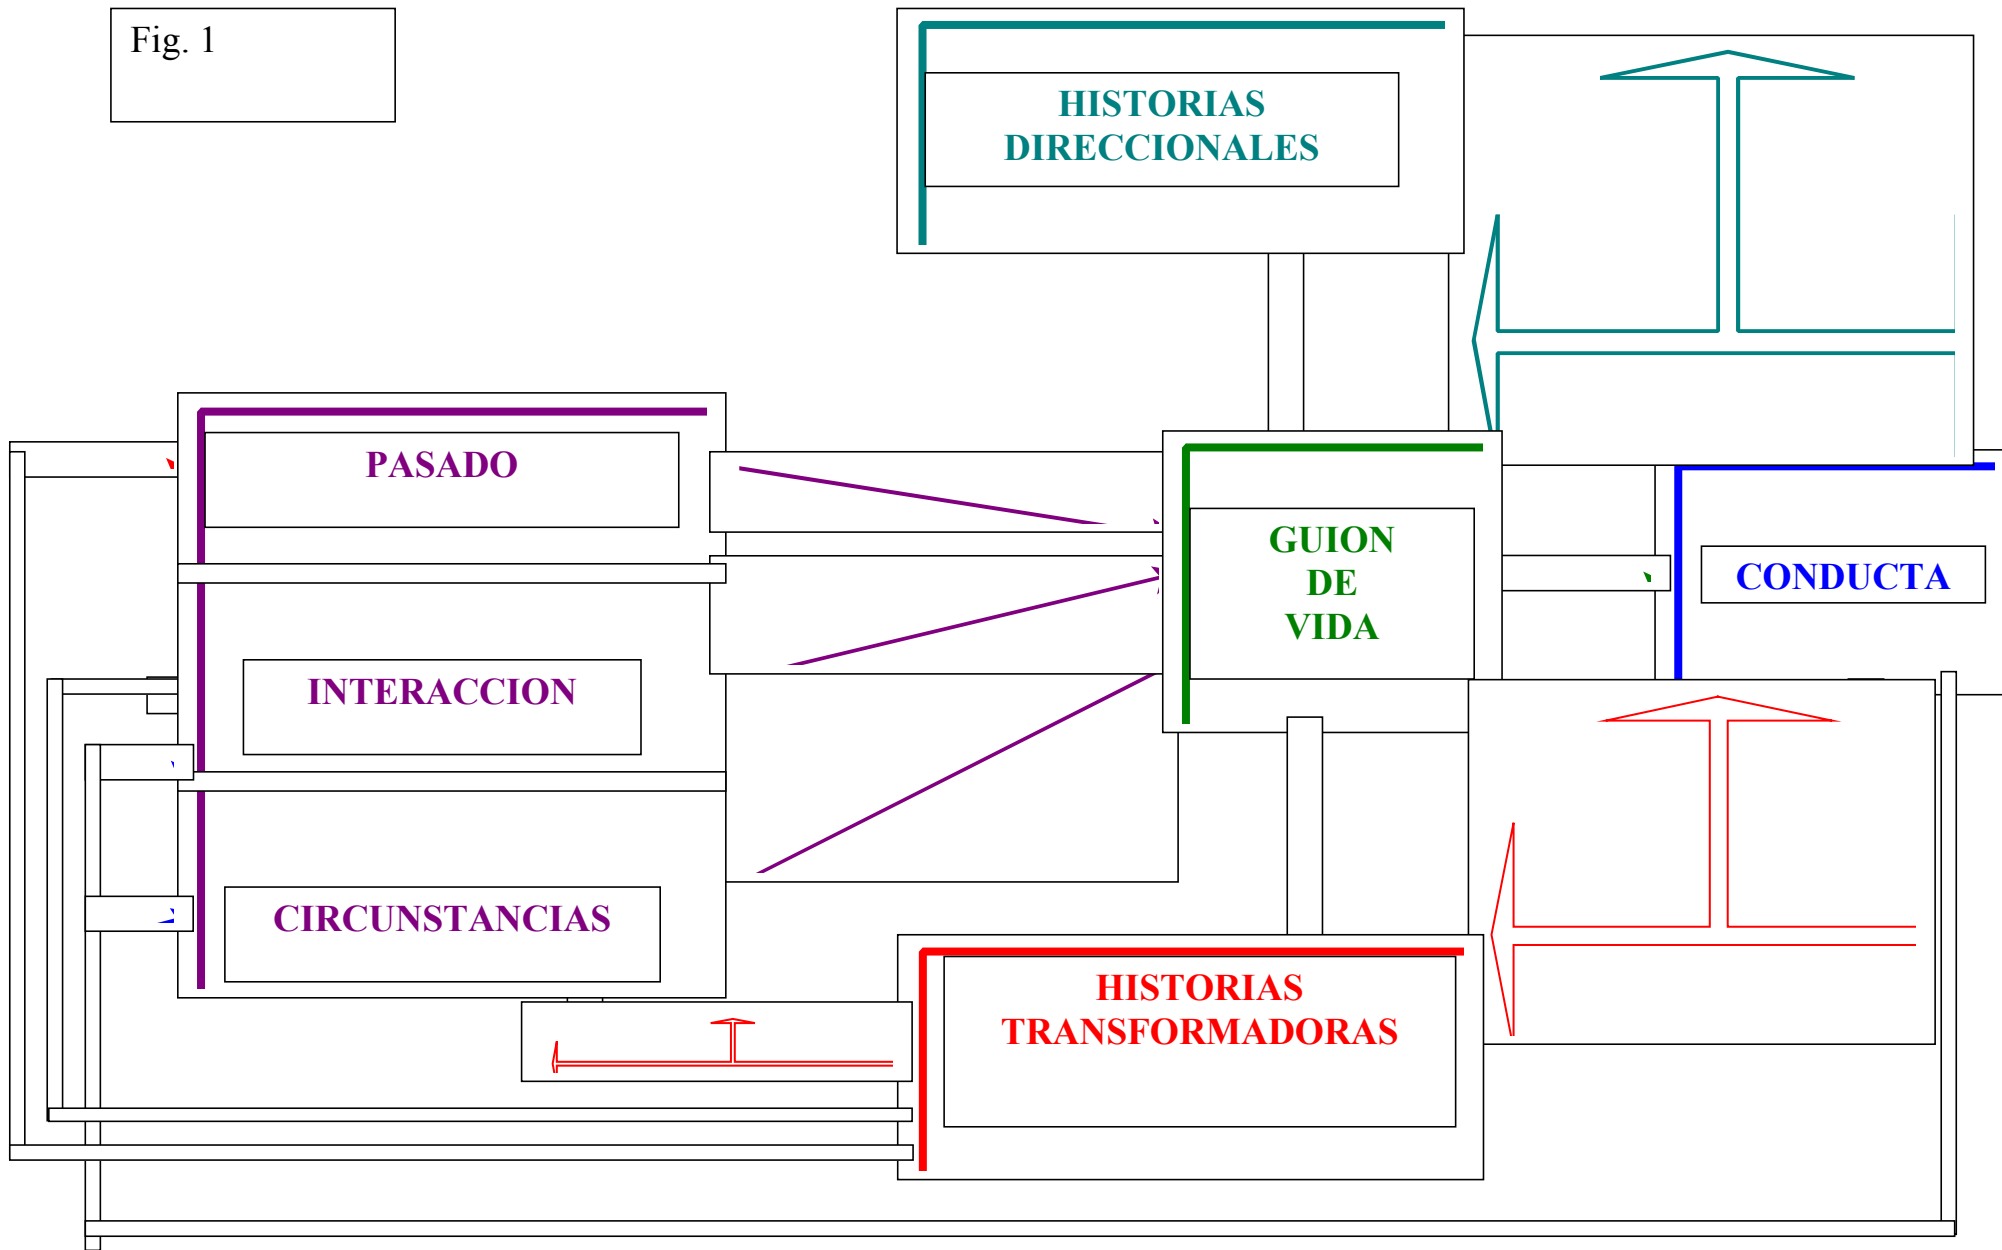 Fig. 1
HISTORIAS
DIRECCIONALES
PASADO
GUION
DE
VIDA
CONDUCTA
INTERACCION
CIRCUNSTANCIAS
HISTORIAS
TRANSFORMADORAS